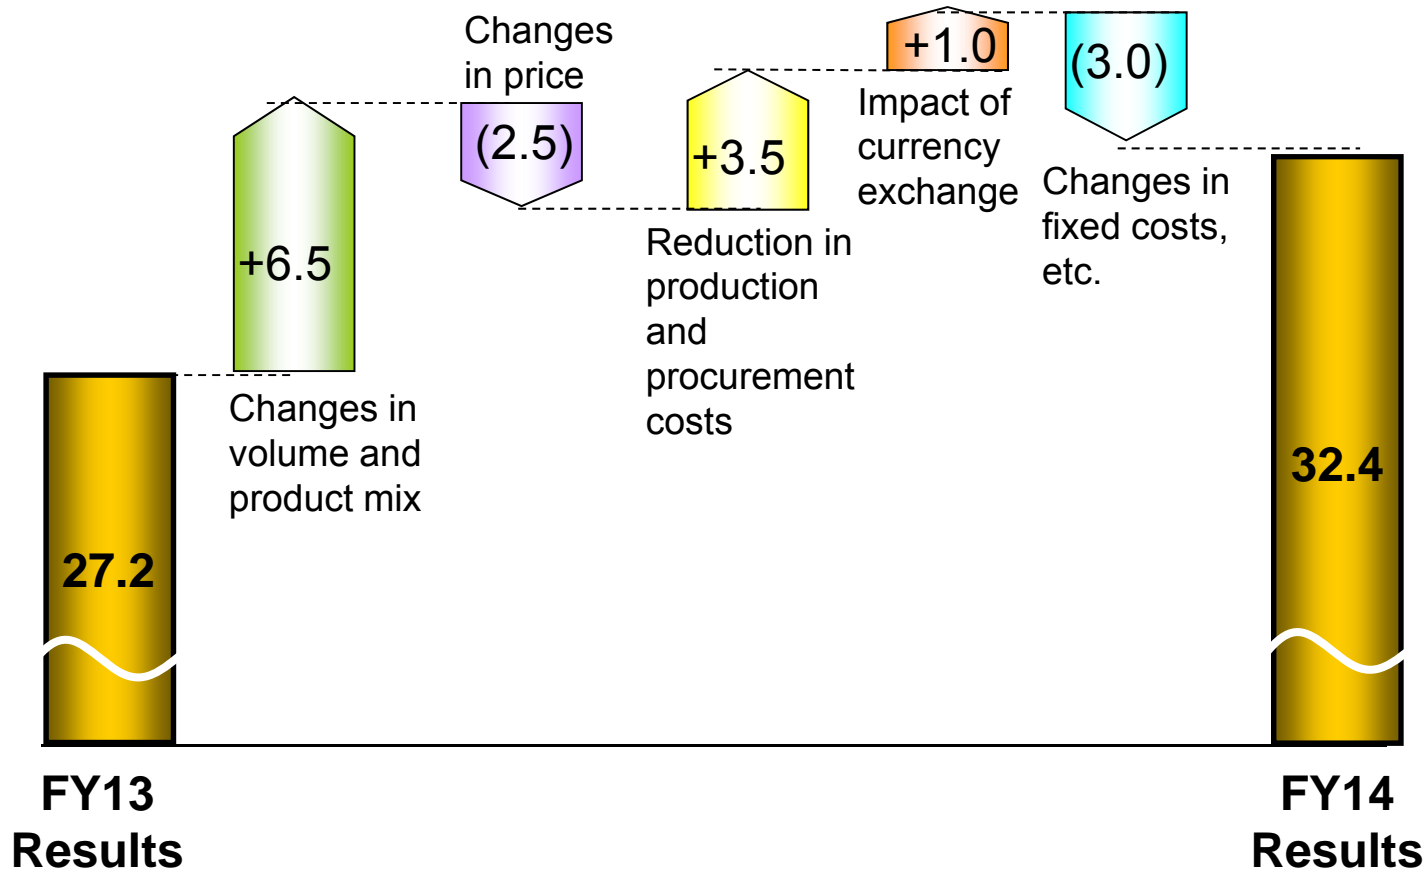 27.2
FY13
Results
+6.5
Changes in
volume and
product mix
Changes
in price
(2.5)
+3.5
Reduction in
production
and
procurement
costs
+1.0
Impact of
currency
exchange
(3.0)
Changes in
fixed costs,
etc.
32.4
FY14
Results